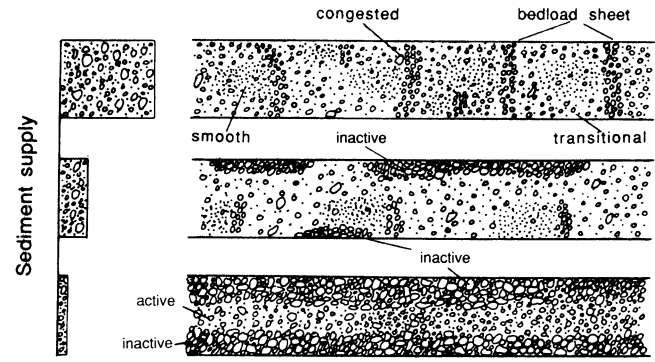 congested
bedload sheet
smooth
inactive
transitional
Sediment supply
inactive
active
inactive